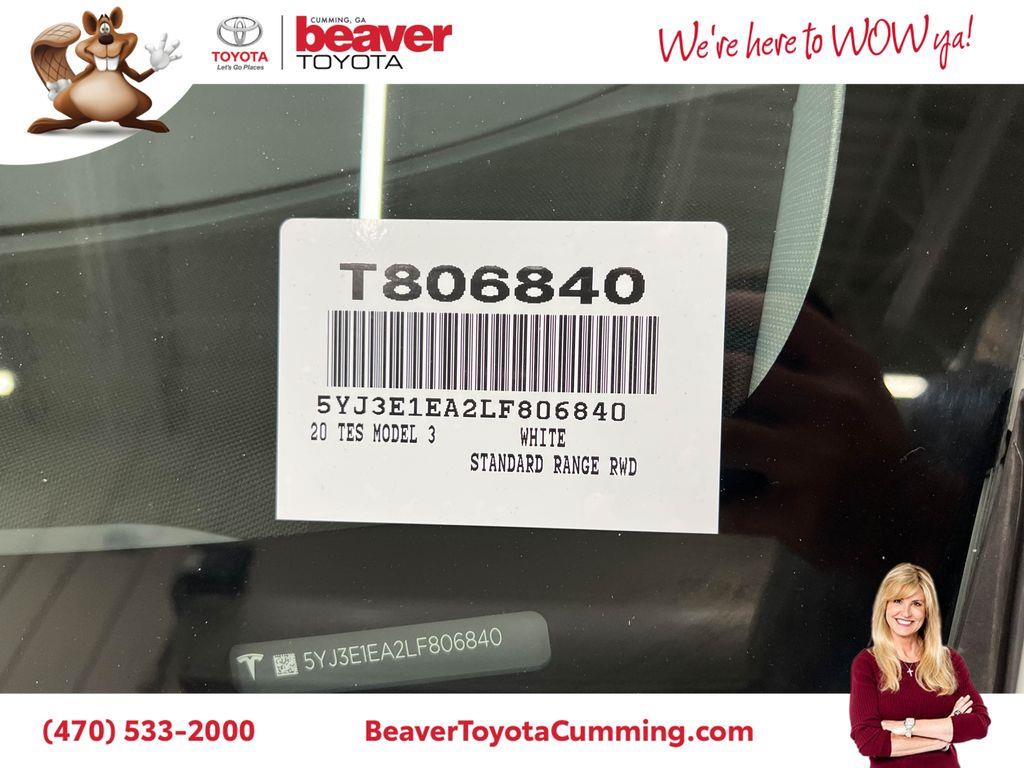 CUMMING, GA
TOYOTA
Let's Go Places
beaver
TOYOTA
We're here to WOW ya!
T806840
5YJ3E1EA2LF806840
20 TES MODEL 3 WHITE
STANDARD RANGE RWD
5YJ3E1EA2LF806840
(470) 533-2000
BeaverToyotaCumming.com